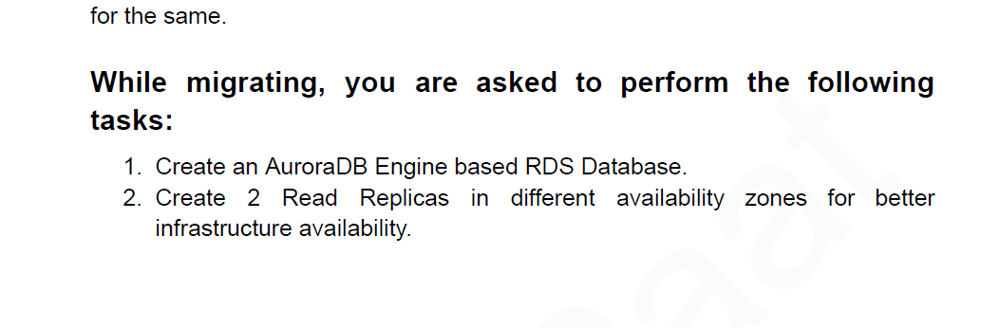 for the same.
While migrating, you are asked to perform the following
tasks:
1. Create an AuroraDB Engine based RDS Database.
2. Create 2 Read Replicas in different availability zones for better
infrastructure availability.